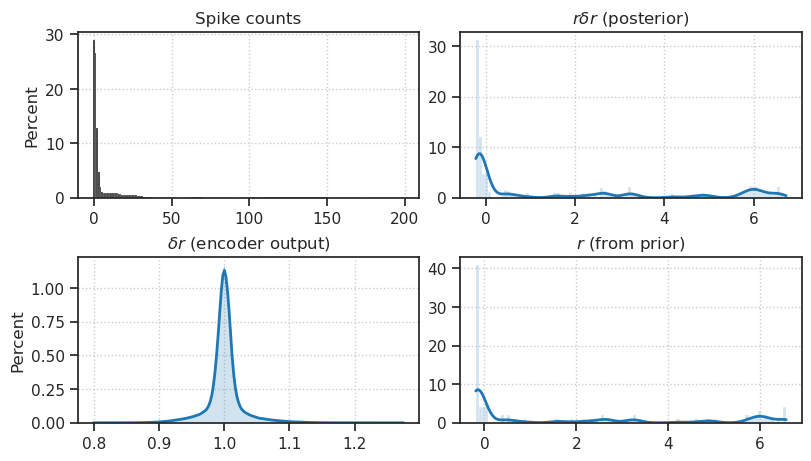 Spike counts
Percent
30
20
10
0
0 50 100 150 200
rδr (posterior)
30
20
10
0
0 2 4 6
δr (encoder output)
Percent
1.00
0.75
0.50
0.25
0.00
0.8 0.9 1.0 1.1 1.2
r (from prior)
40
30
20
10
0
0 2 4 6